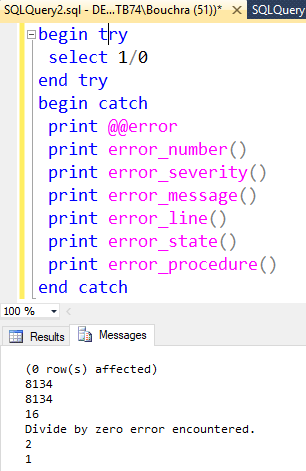 SQLQuery2.sql - DE...TB74\Bouchra (51))* × SQLQuery
begin try
select 1/0
end try
begin catch
print @@error
print error_number()
print error_severity()
print error_message()
print error_line()
print error_state()
print error_procedure()
end catch
100 %
Results Messages
(0 row(s) affected)
8134
8134
16
Divide by zero error encountered.
2
1